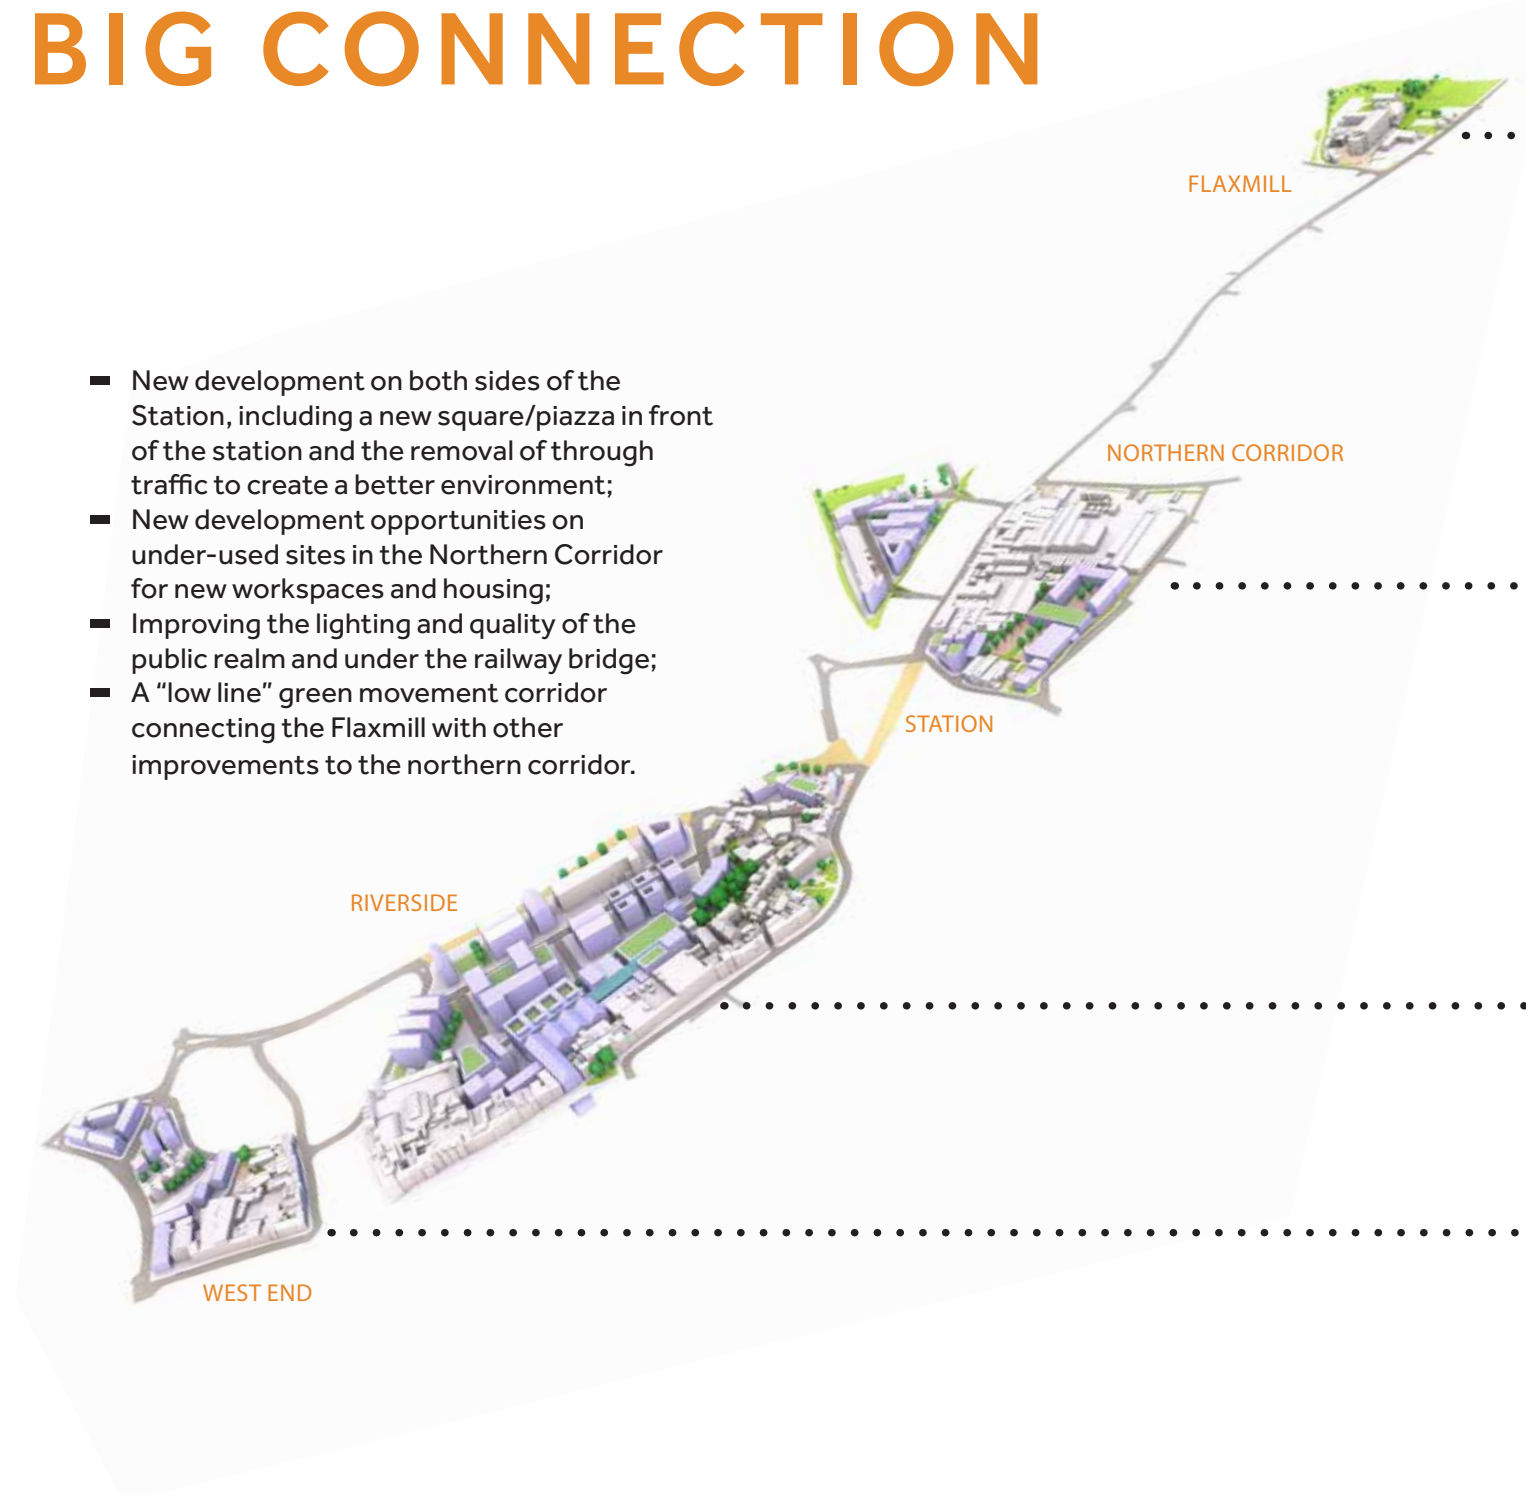 BIG CONNECTION
FLAXMILL
NORTHERN CORRIDOR
New development on both sides of the
Station, including a new square/piazza in front
of the station and the removal of through
traffic to create a better environment;
New development opportunities on
under-used sites in the Northern Corridor
for new workspaces and housing;
Improving the lighting and quality of the
public realm and under the railway bridge;
A “low line” green movement corridor
connecting the Flaxmill with other
improvements to the northern corridor.
STATION
RIVERSIDE
WEST END